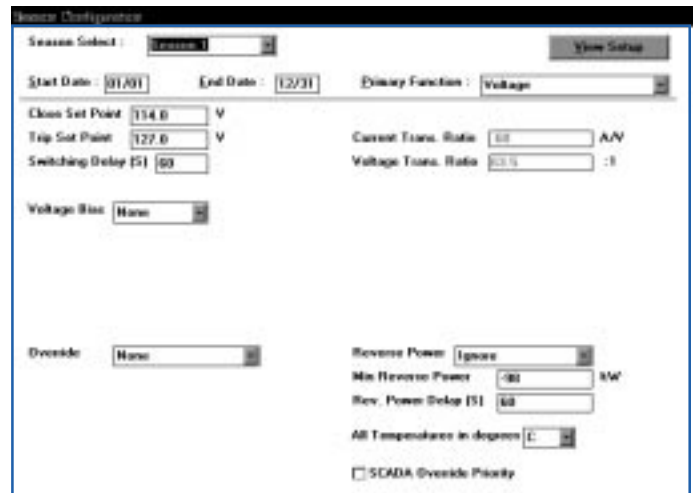 Season Configuration
Season Select : Season 1 View Setup
Start Date : 01/01 End Date : 12/31 Primary Function : Voltage
Close Set Point 114.0 V
Trip Set Point 127.0 V Current Trans. Ratio 60 A/V
Switching Delay (S) 60 Voltage Trans. Ratio 63.5 :1
Voltage Bias None
Override None Reverse Power Ignore
Min Reverse Power kW
Rev. Power Delay (S) 60
All Temperatures in degrees C
SCADA Override Priority